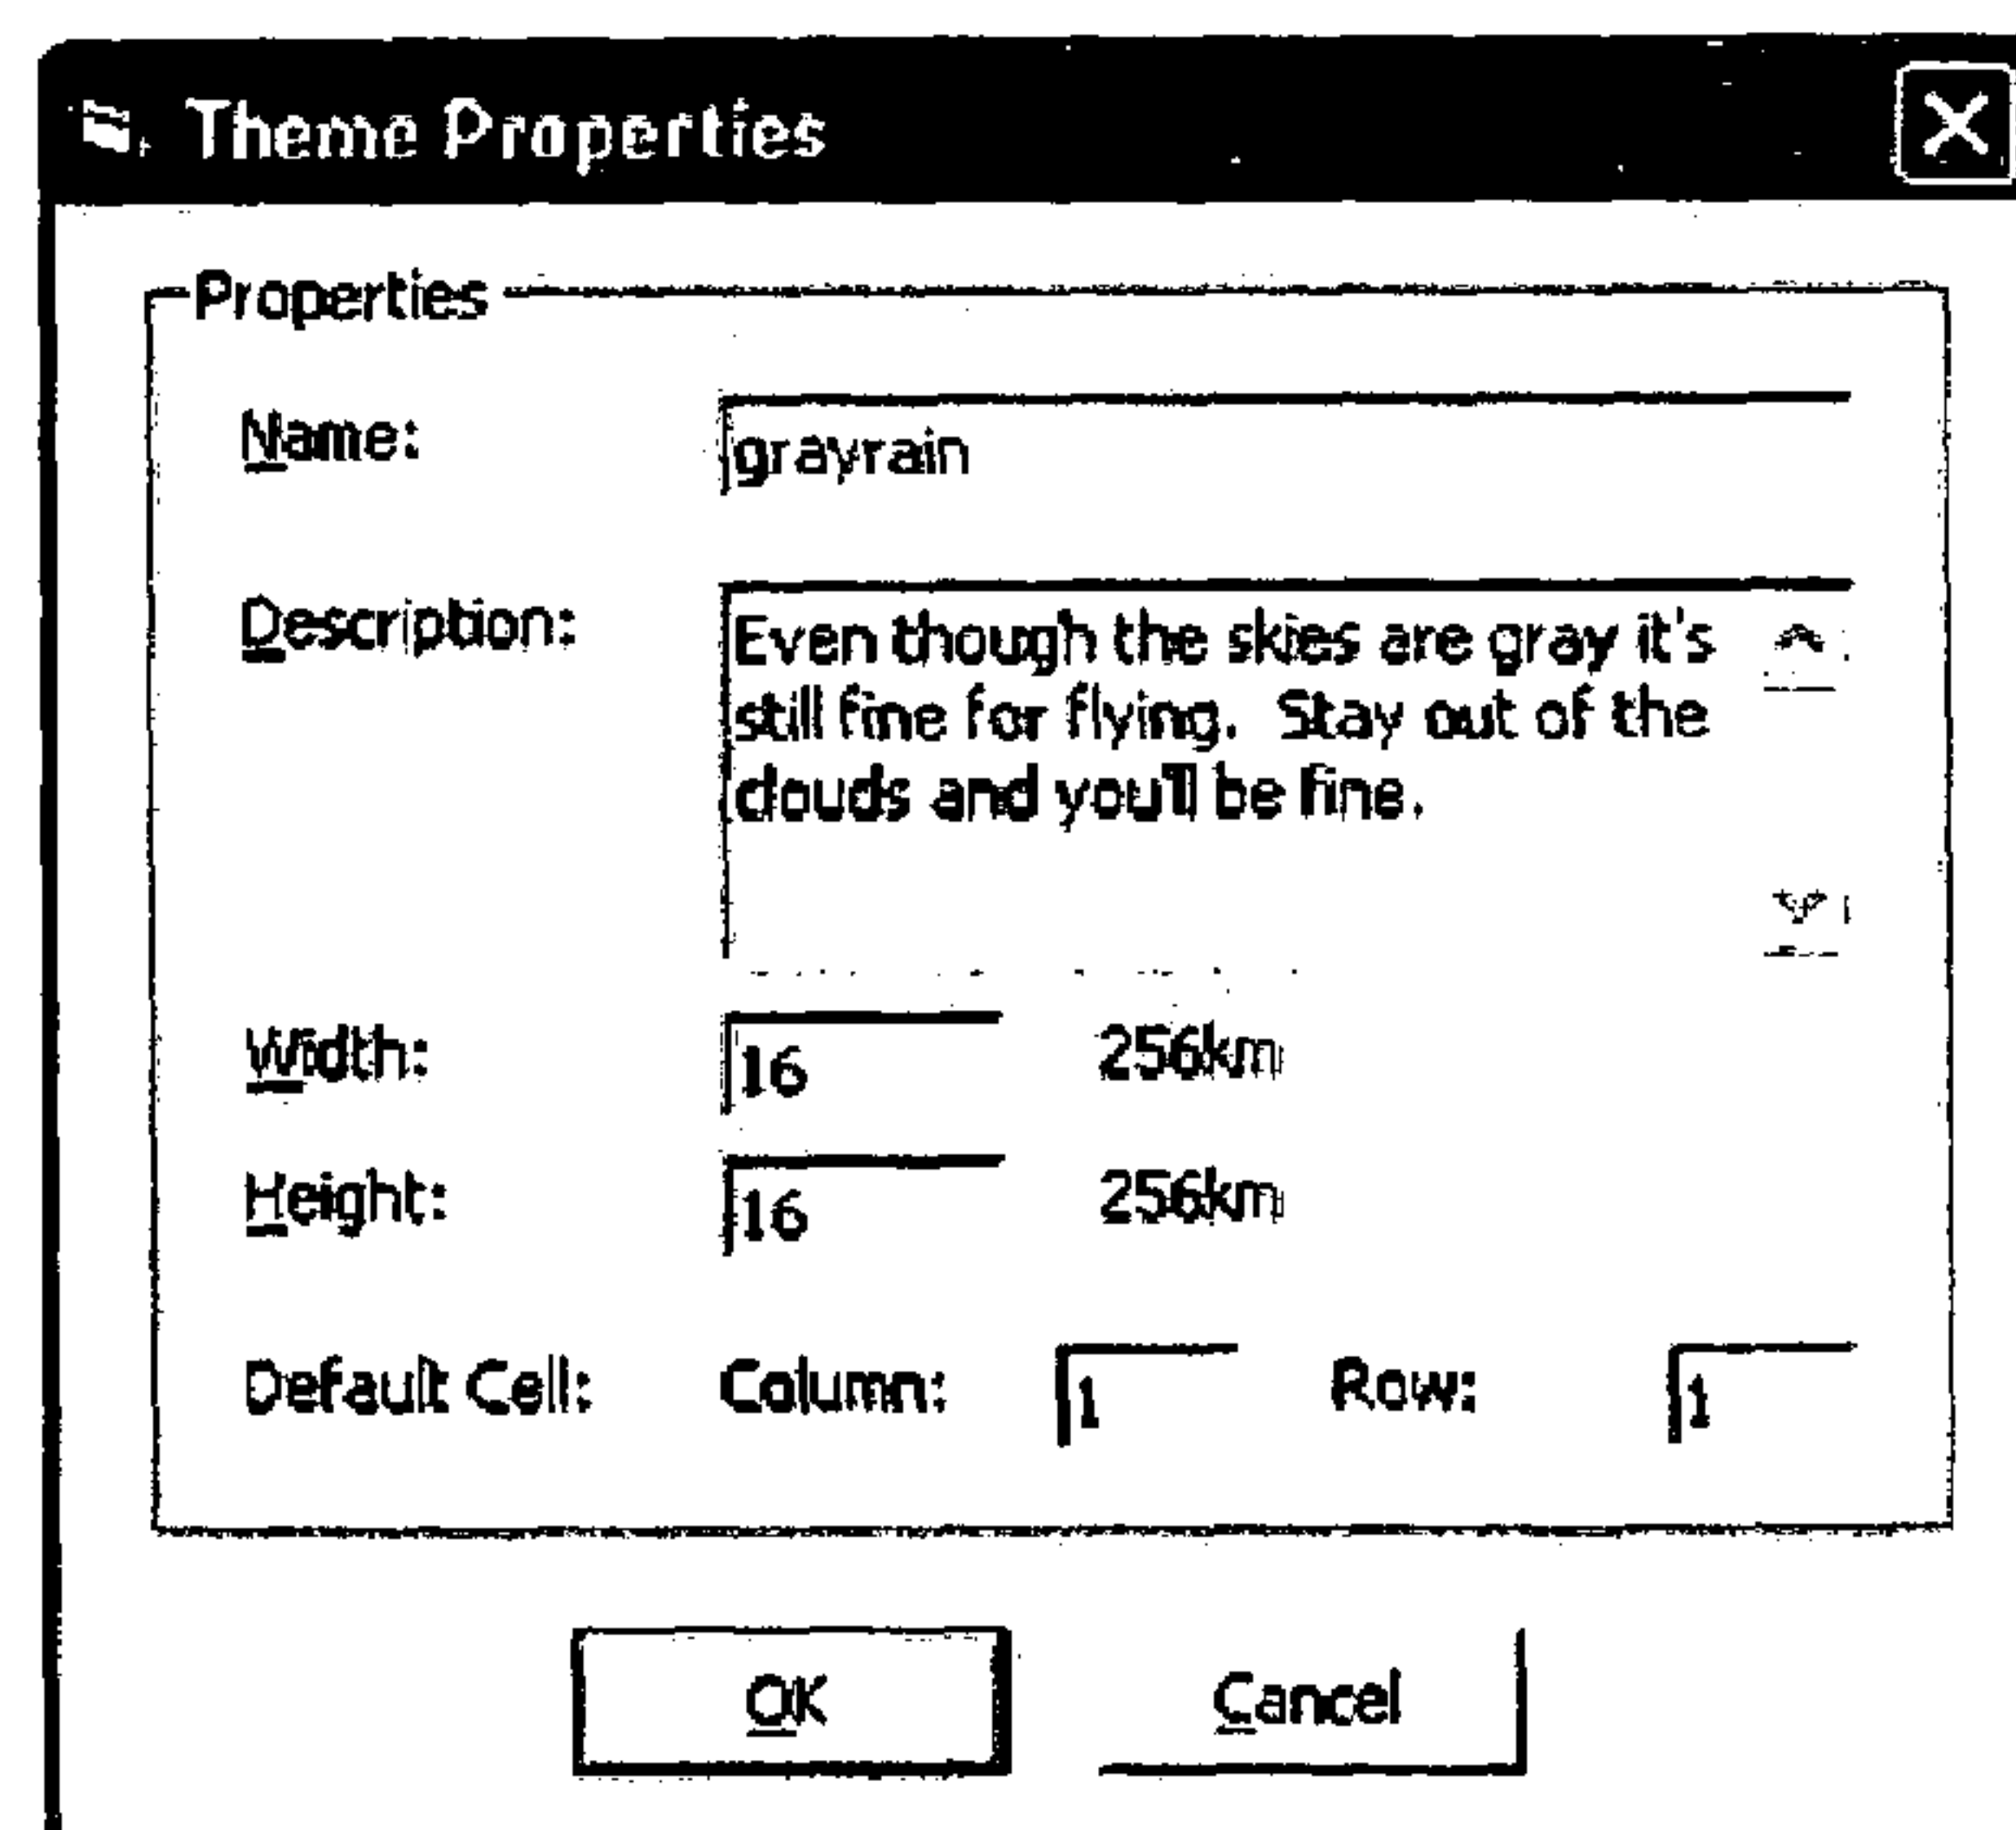 Theme Properties
Properties
Name: grayrain
Description: Even though the skies are gray it's
still fine for flying.  Stay out of the
clouds and you'll be fine.
Width: 16 256km
Height: 16 256km
Default Cell: Column: 1 Row: 1
OK Cancel